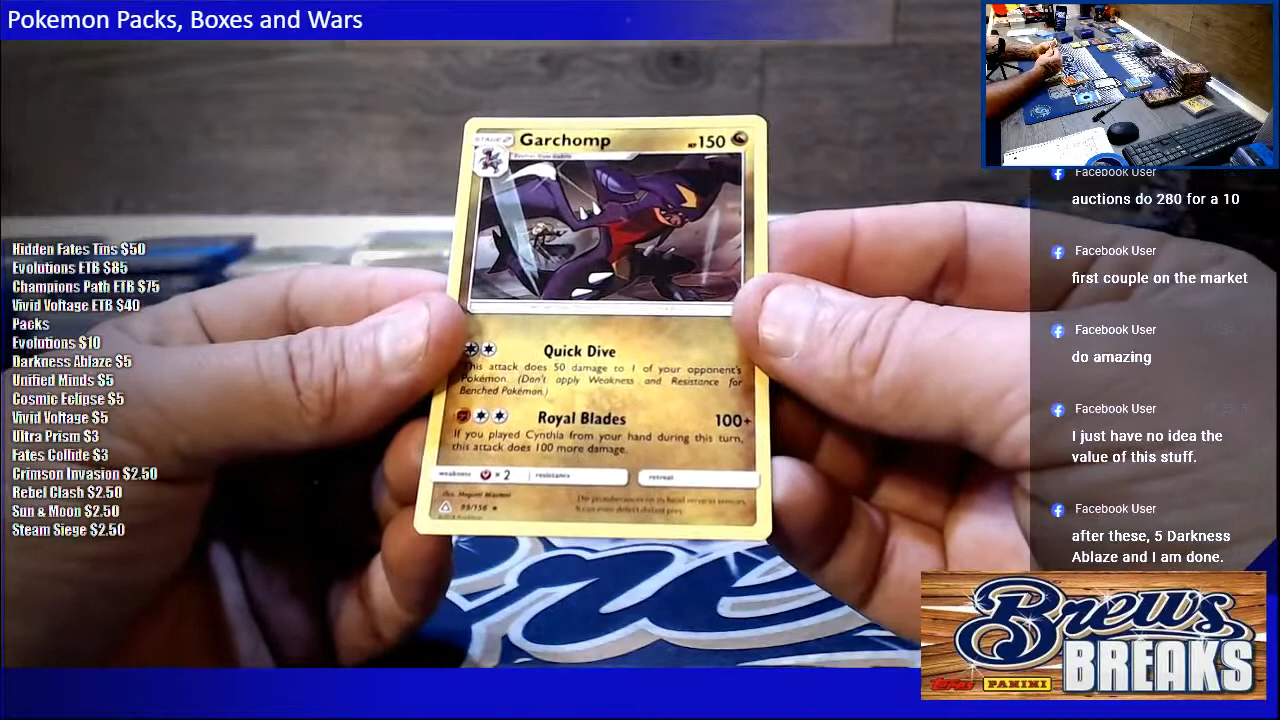 Pokemon Packs, Boxes and Wars
Hidden Fates Tins $50
Evolutions ETB $85
Champions Path ETB $75
Vivid Voltage ETB $40
Packs
Evolutions $10
Darkness Ablaze $5
Unified Minds $5
Cosmic Eclipse $5
Vivid Voltage $5
Ultra Prism $3
Fates Collide $3
Crimson Invasion $2.50
Rebel Clash $2.50
Sun & Moon $2.50
Steam Siege $2.50
STAGE 2
Garchomp
HP 150
Quick Dive
This attack does 50 damage to 1 of your opponent's
Pokémon. (Don't apply Weakness and Resistance for
Benched Pokémon.)
Royal Blades 100+
If you played Cynthia from your hand during this turn,
this attack does 100 more damage.
weakness × 2 resistance retreat
99/156
Facebook User
auctions do 280 for a 10
Facebook User
first couple on the market
Facebook User
do amazing
Facebook User
I just have no idea the
value of this stuff.
Facebook User
after these, 5 Darkness
Ablaze and I am done.
Brews
BREAKS
TOPPS PANINI